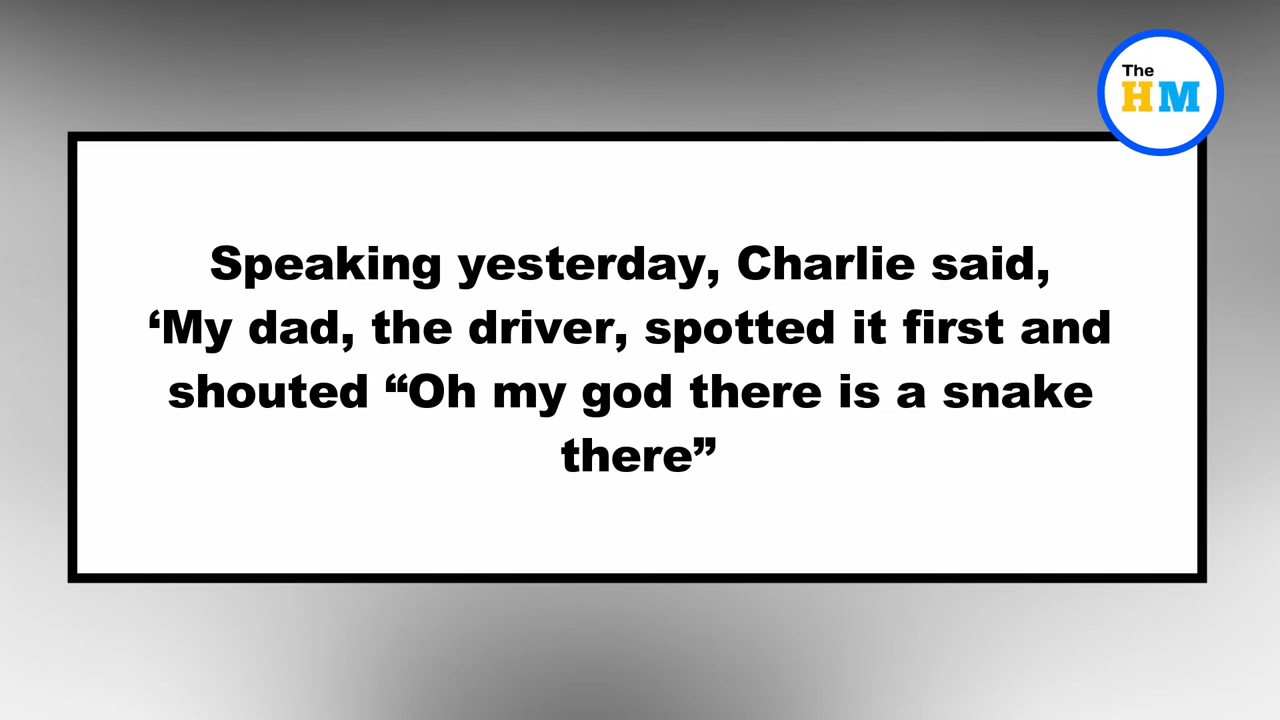 The
HM
Speaking yesterday, Charlie said,
‘My dad, the driver, spotted it first and
shouted “Oh my god there is a snake
there”